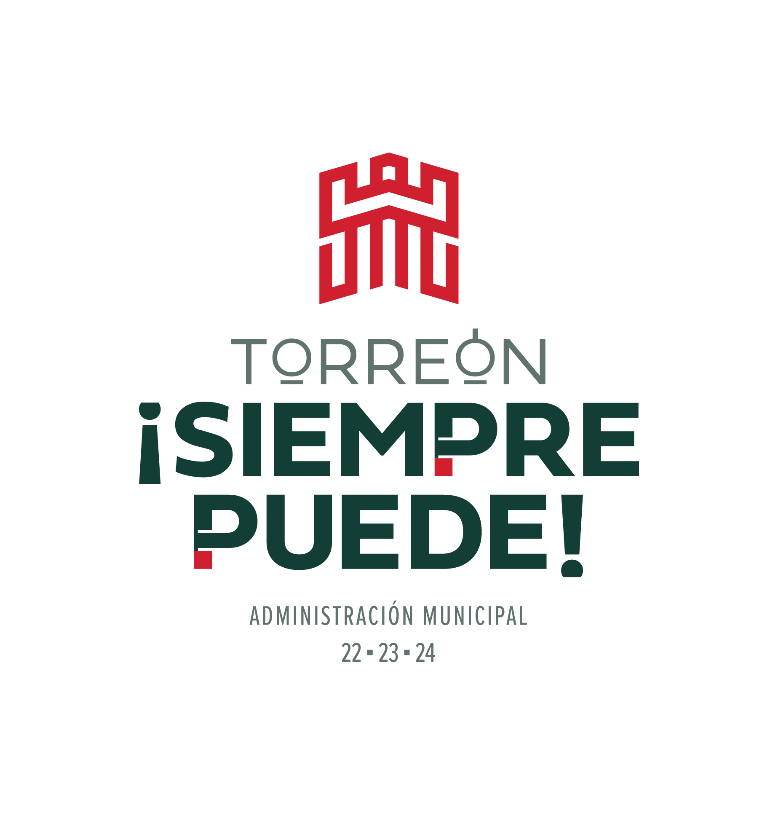 TORREÓN
¡SIEMPRE
PUEDE!
ADMINISTRACIÓN MUNICIPAL
22▪23▪24